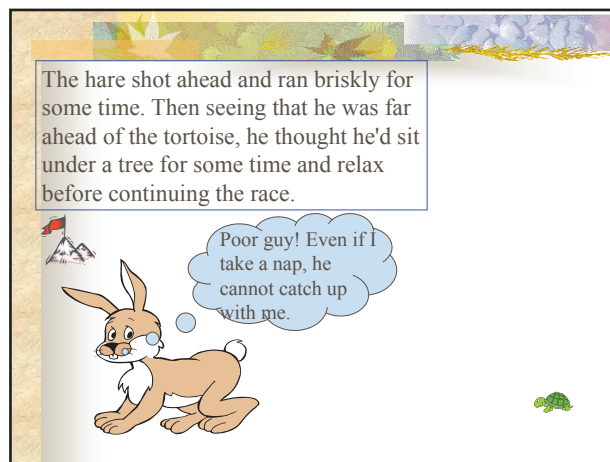 The hare shot ahead and ran briskly for
some time. Then seeing that he was far
ahead of the tortoise, he thought he'd sit
under a tree for some time and relax
before continuing the race.
Poor guy! Even if I
take a nap, he
cannot catch up
with me.